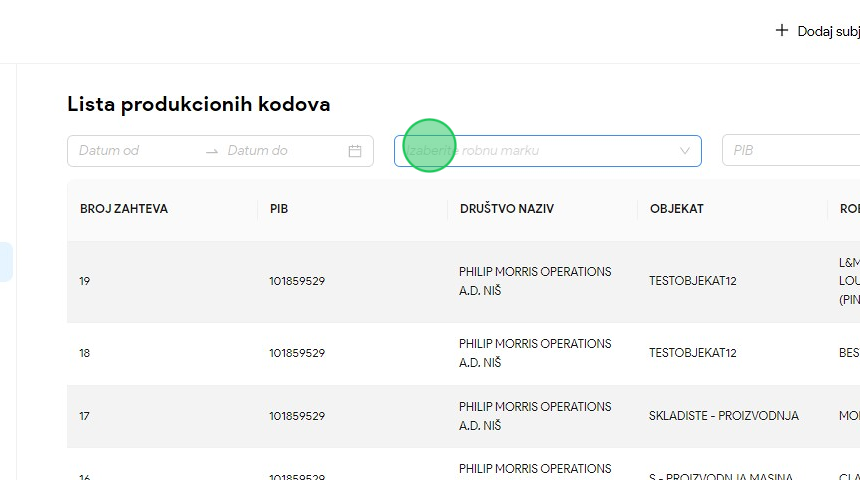 Dodaj subj
Lista produkcionih kodova
Datum od → Datum do
Izaberite robnu marku
PIB
BROJ ZAHTEVA PIB DRUŠTVO NAZIV OBJEKAT ROB
19 101859529 PHILIP MORRIS OPERATIONS A.D. NIŠ TESTOBJEKAT12 L&M LOU (PIN
18 101859529 PHILIP MORRIS OPERATIONS A.D. NIŠ TESTOBJEKAT12 BES
17 101859529 PHILIP MORRIS OPERATIONS A.D. NIŠ SKLADISTE - PROIZVODNJA MO
16 101859529 PHILIP MORRIS OPERATIONS S - PROIZVODNJA MASINA CLA